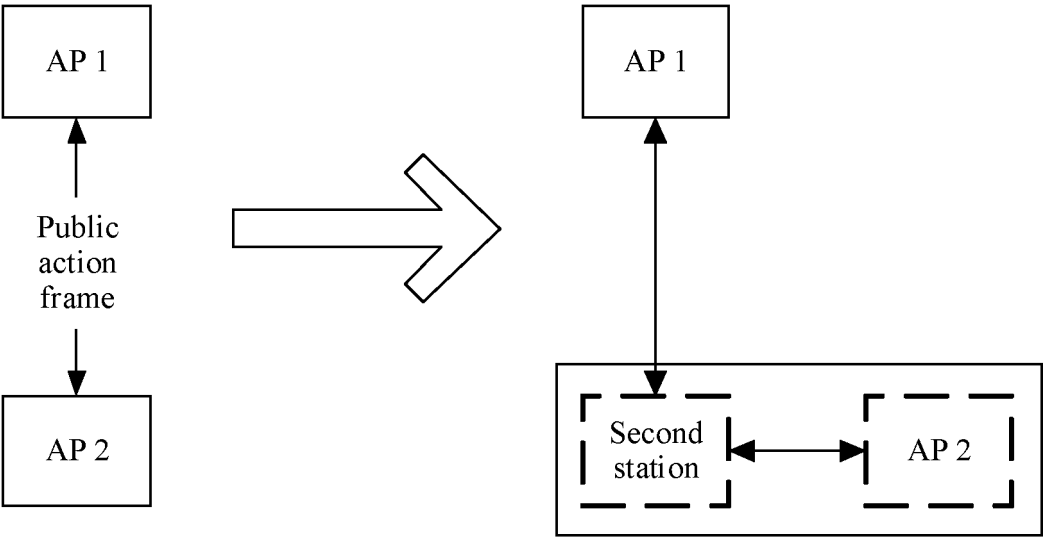 AP 1
Public
action
frame
AP 2
AP 1
Second
station
AP 2